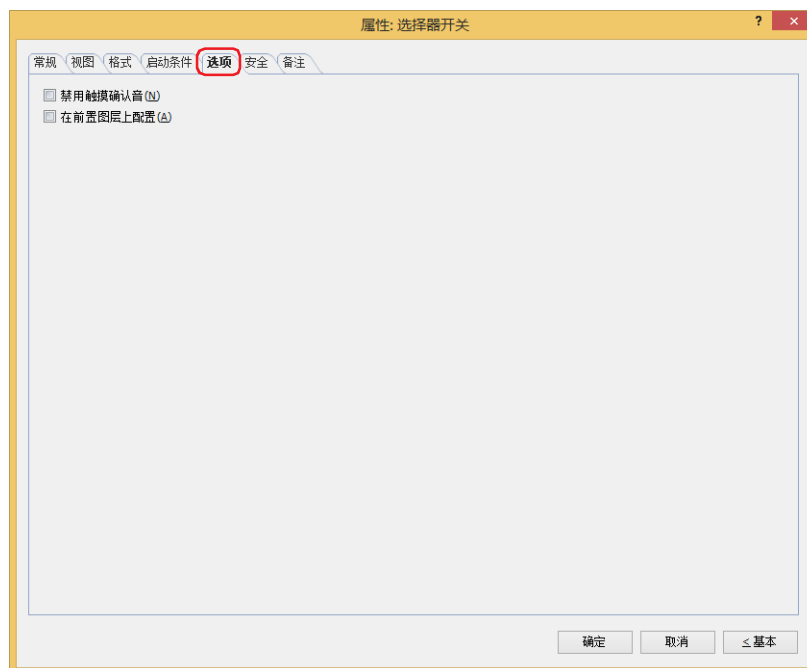 属性: 选择器开关 ? ×
常规 视图 格式 启动条件 选项 安全 备注
禁用触摸确认音(N)
在前置图层上配置(A)
确定 取消 < 基本